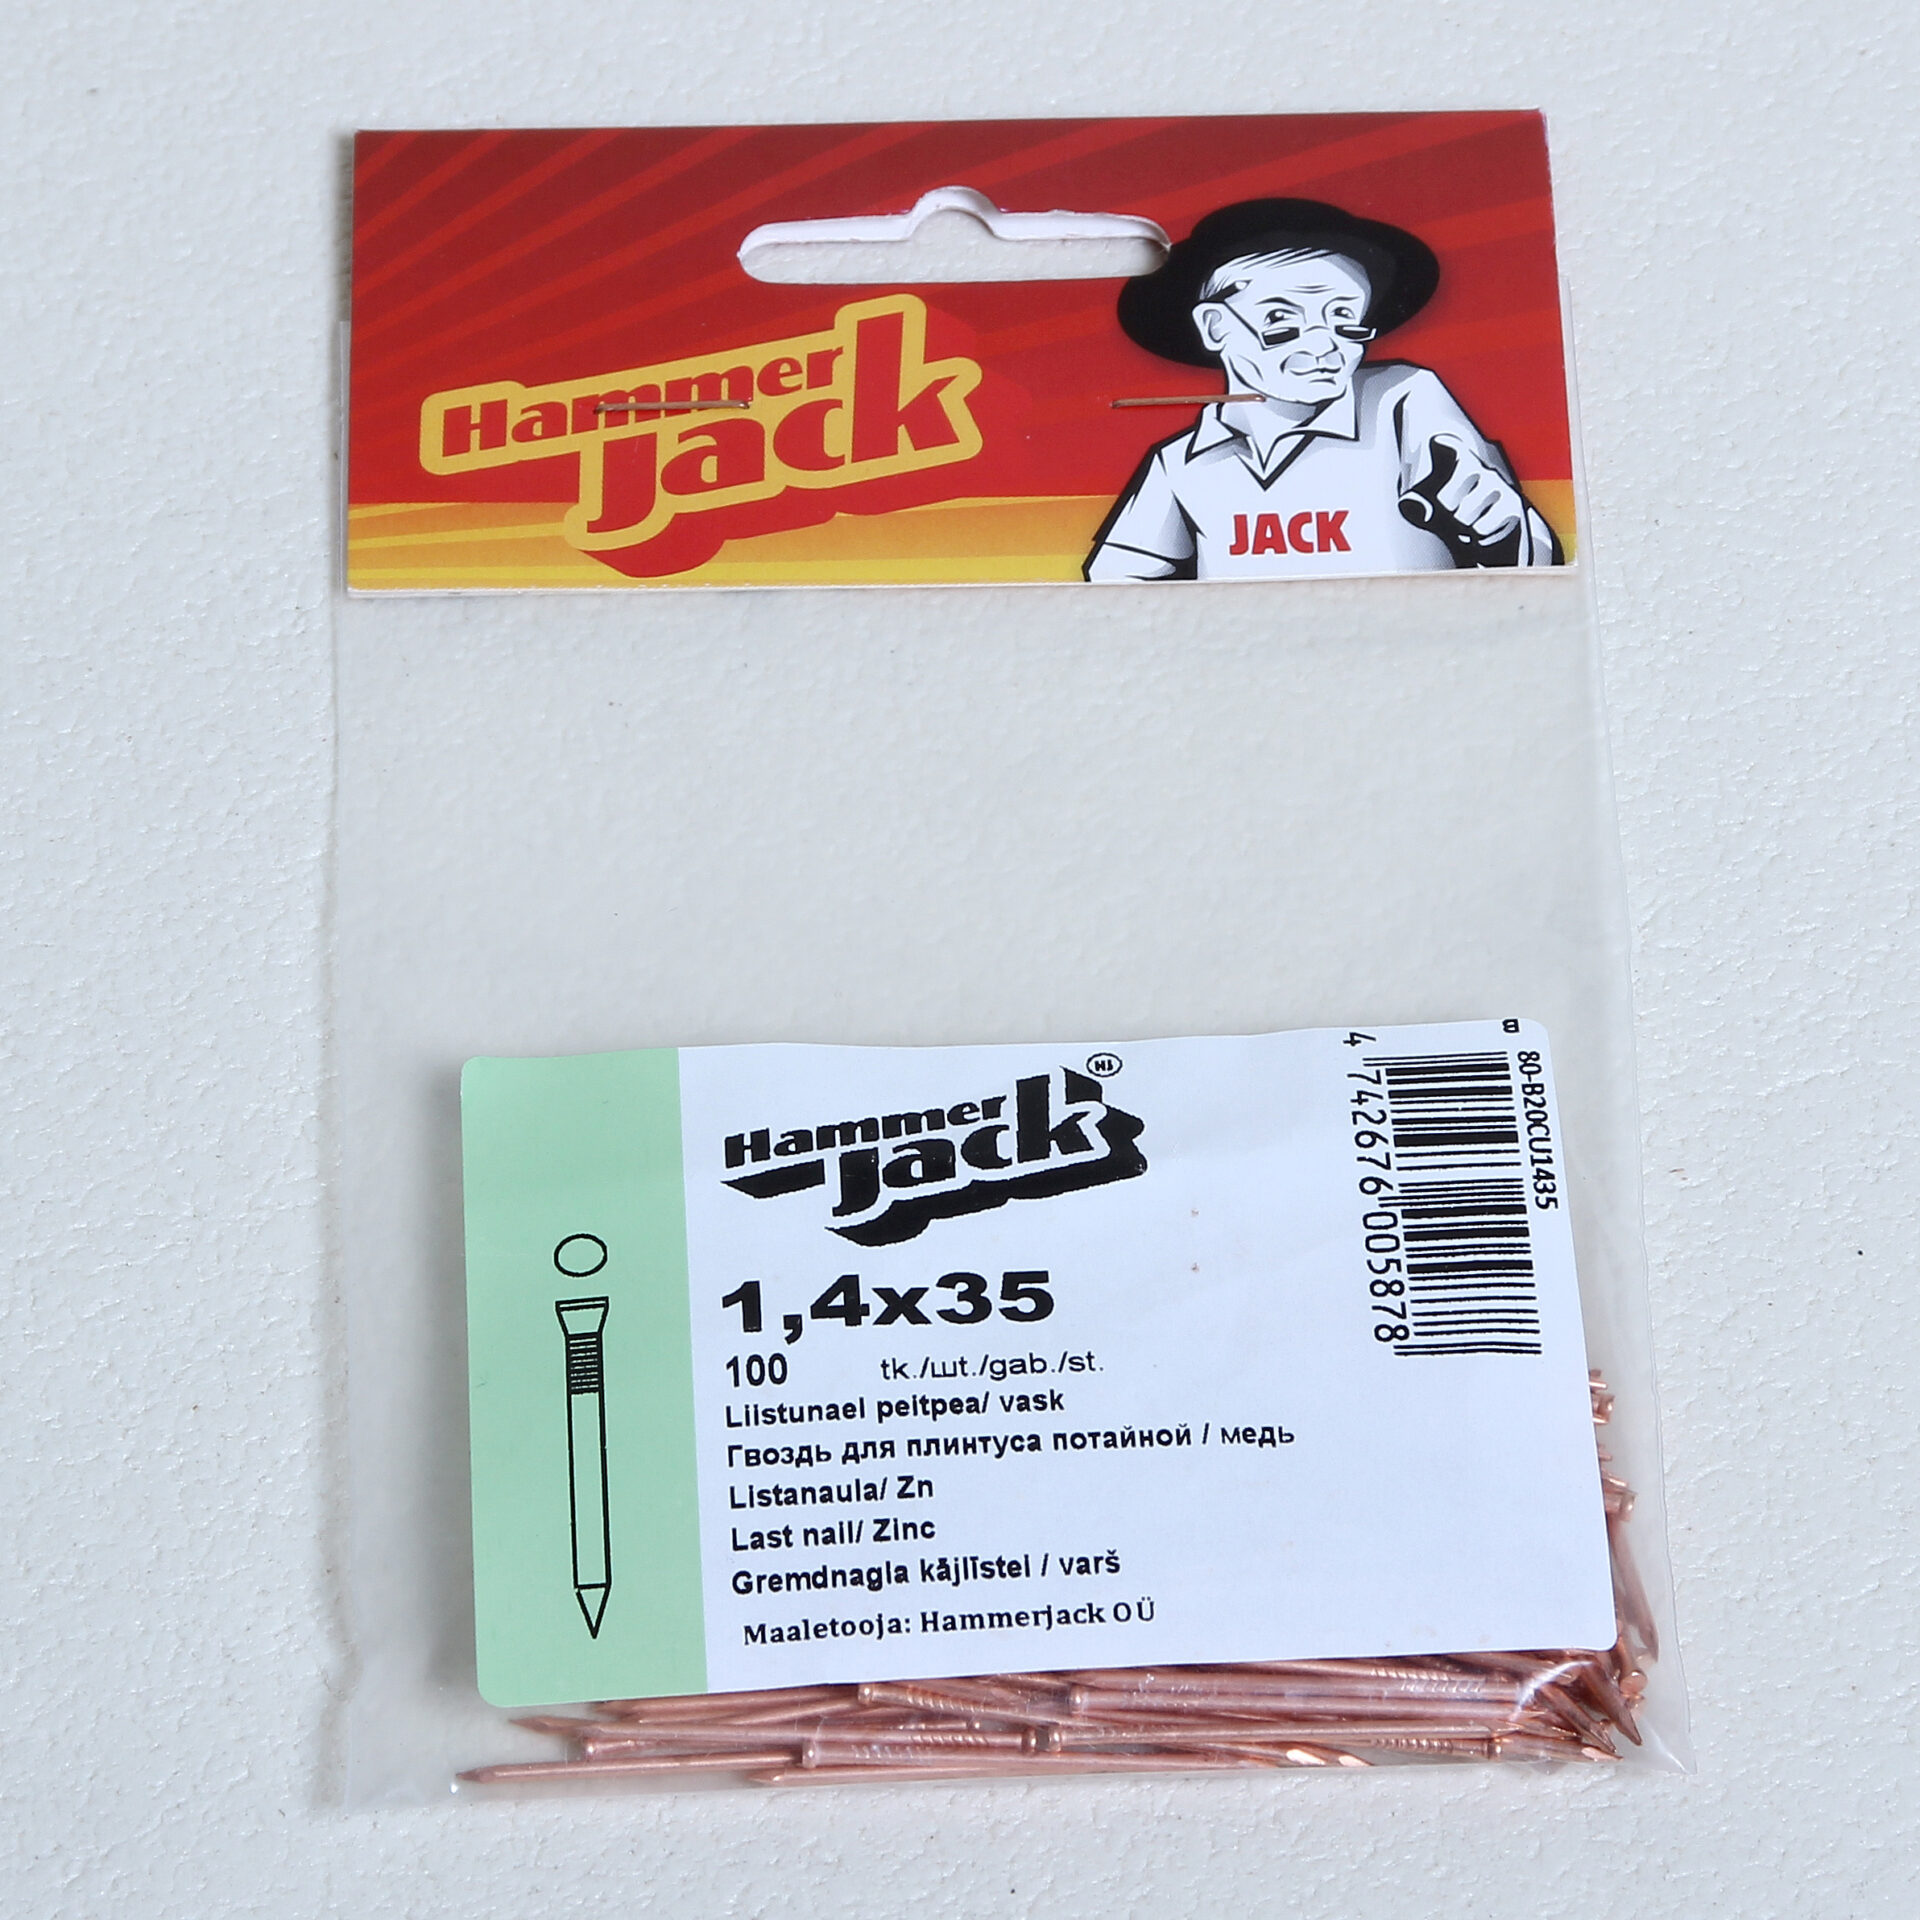 Hammer
Jack
JACK
Hammer
Jack
HJ
1,4x35
100 tk./шт./gab./st.
Liistunael peitpea/ vask
Гвоздь для плинтуса потайной / медь
Listanaula/ Zn
Last nail/ Zinc
Gremdnagla kājlīstei / varš
Maaletooja: Hammerjack OÜ
80-B20CU1435
4 742676 005878